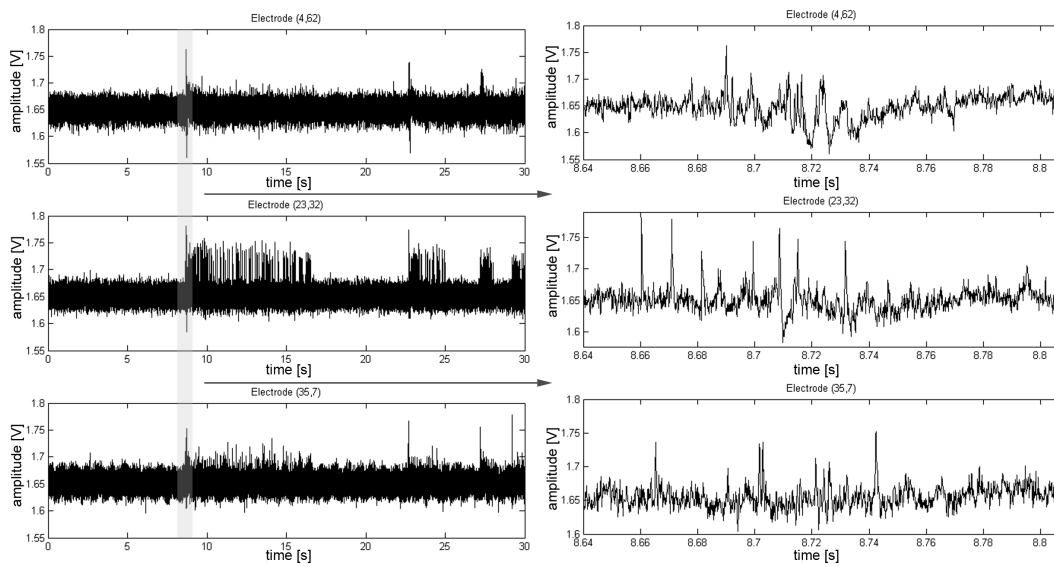 Electrode (4,62)
amplitude [V]
1.8
1.75
1.7
1.65
1.6
1.55
0 5 10 15 20 25 30
time [s]
Electrode (4,62)
amplitude [V]
1.8
1.75
1.7
1.65
1.6
1.55
8.64 8.66 8.68 8.7 8.72 8.74 8.76 8.78 8.8
time [s]
Electrode (23,32)
amplitude [V]
1.8
1.75
1.7
1.65
1.6
1.55
0 5 10 15 20 25 30
time [s]
Electrode (23,32)
amplitude [V]
1.75
1.7
1.65
1.6
8.64 8.66 8.68 8.7 8.72 8.74 8.76 8.78 8.8
time [s]
Electrode (35,7)
amplitude [V]
1.8
1.75
1.7
1.65
1.6
1.55
0 5 10 15 20 25 30
time [s]
Electrode (35,7)
amplitude [V]
1.8
1.75
1.7
1.65
1.6
8.64 8.66 8.68 8.7 8.72 8.74 8.76 8.78 8.8
time [s]